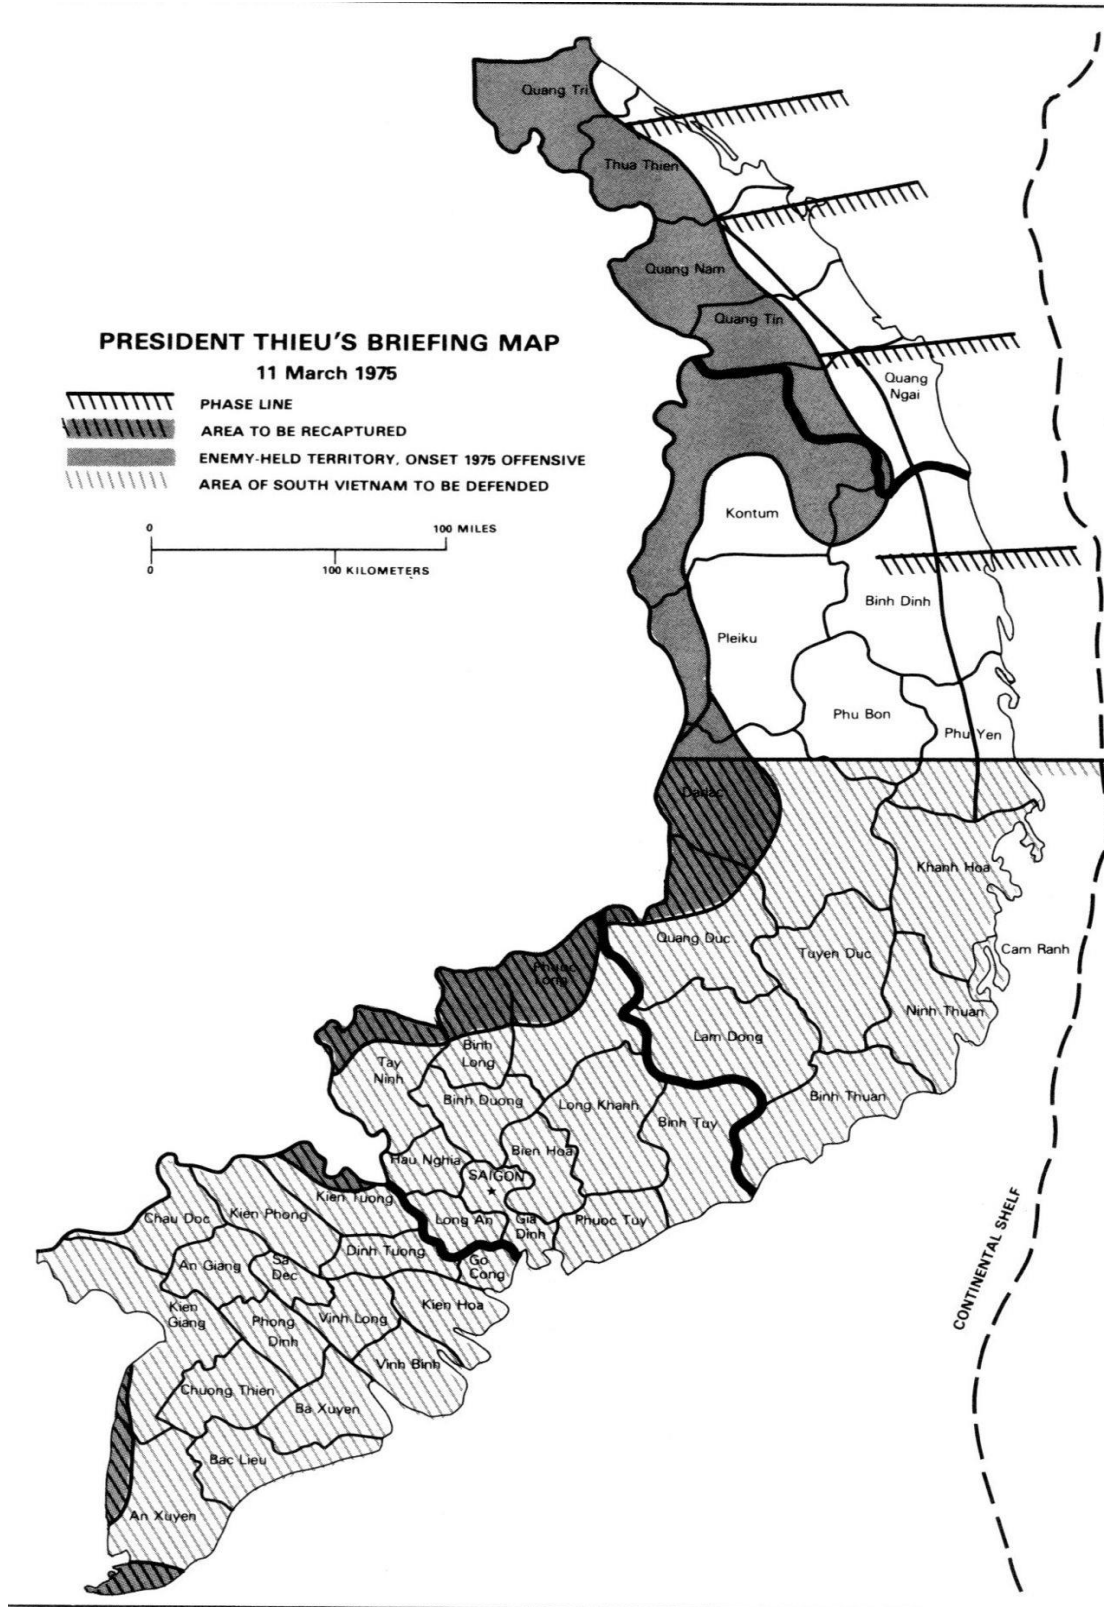 Quang Tri
Thua Thien
Quang Nam
Quang Tin
PRESIDENT THIEU'S BRIEFING MAP
11 March 1975
PHASE LINE
AREA TO BE RECAPTURED
ENEMY-HELD TERRITORY, ONSET 1975 OFFENSIVE
AREA OF SOUTH VIETNAM TO BE DEFENDED
0
100 MILES
0
100 KILOMETERS
Quang
Ngai
Kontum
Binh Dinh
Pleiku
Phu Bon
Phu Yen
Darlac
Khanh Hoa
Cam Ranh
Quang Duc
Tuyen Duc
Ninh Thuan
Phuoc
Long
Lam Dong
Binh Thuan
Tay
Ninh
Binh
Long
Binh Duong
Long Khanh
Binh Tuy
Hau Nghia
Bien Hoa
SAIGON
Kien Tuong
Chau Doc
Kien Phong
Long An
Gia
Dinh
Phuoc Tuy
Dinh Tuong
An Giang
Sa
Dec
Go
Cong
Kien
Giang
Phong
Dinh
Vinh Long
Kien Hoa
Vinh Binh
Chuong Thien
Ba Xuyen
Bac Lieu
An Xuyen
CONTINENTAL SHELF